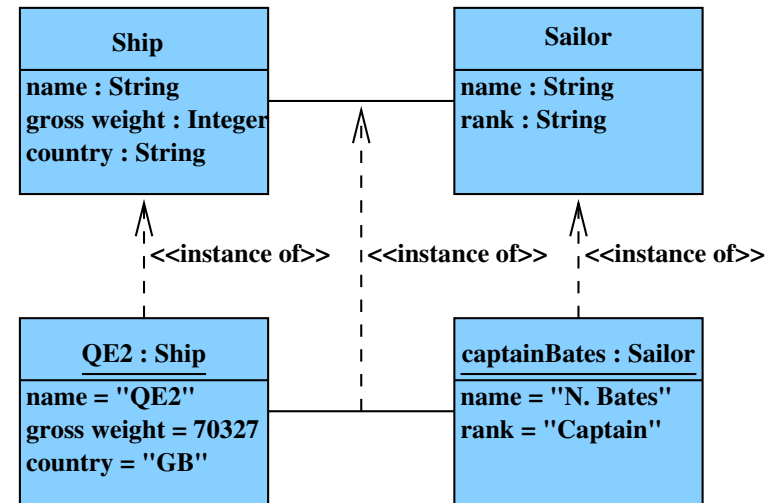 Ship
name : String
gross weight : Integer
country : String
Sailor
name : String
rank : String
<<instance of>>
<<instance of>>
<<instance of>>
QE2 : Ship
name = "QE2"
gross weight = 70327
country = "GB"
captainBates : Sailor
name = "N. Bates"
rank = "Captain"